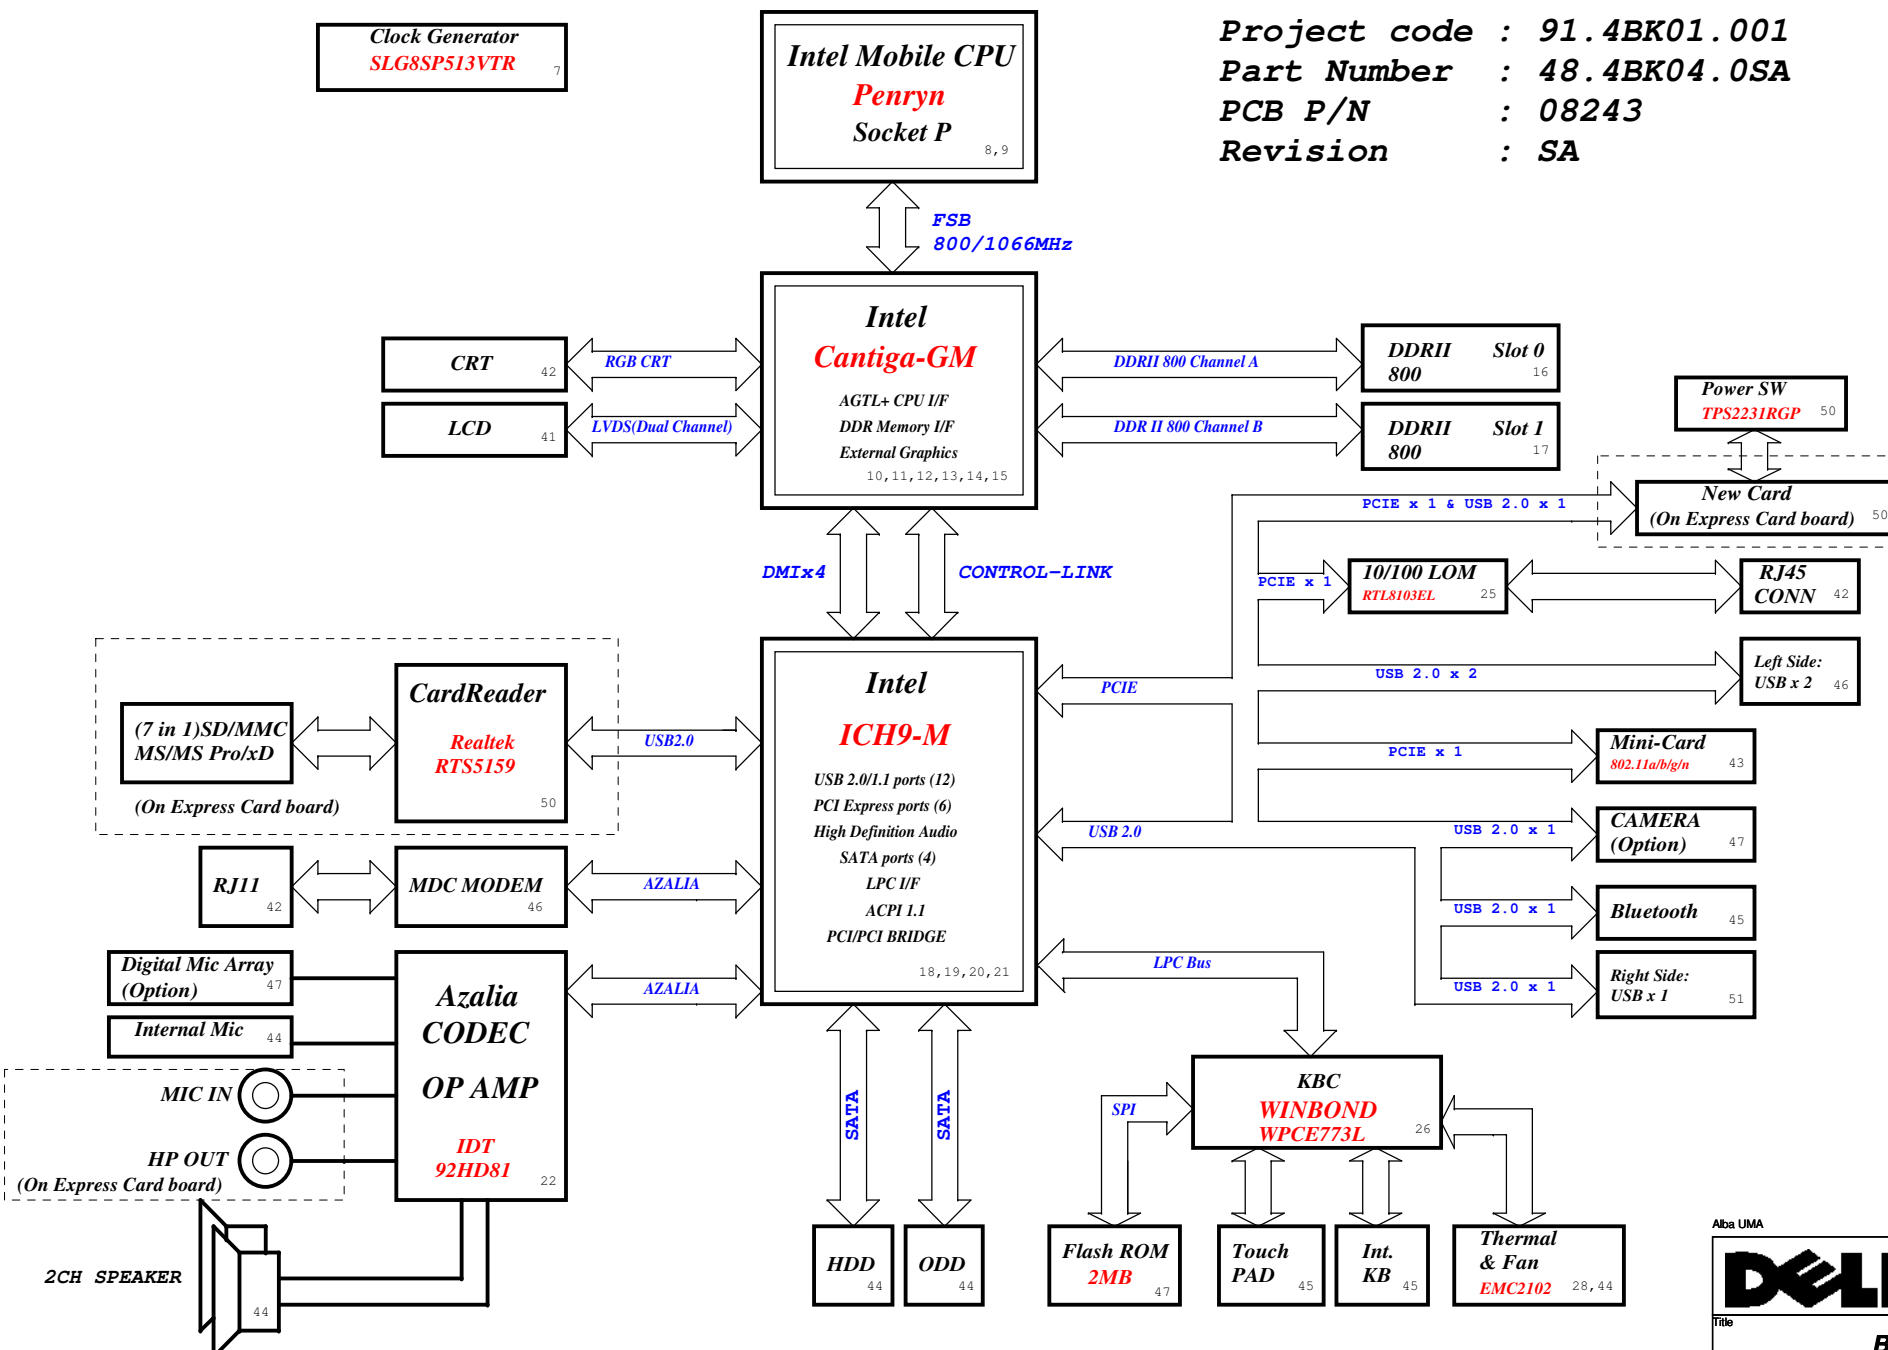 Clock Generator
SLG8SP513VTR
7
Intel Mobile CPU
Penryn
Socket P
8,9
Project code : 91.4BK01.001
Part Number : 48.4BK04.0SA
PCB P/N : 08243
Revision : SA
FSB
800/1066MHz
Intel
Cantiga-GM
AGTL+ CPU I/F
DDR Memory I/F
External Graphics
10,11,12,13,14,15
CRT
42
RGB CRT
LCD
41
LVDS(Dual Channel)
DDRII 800 Channel A
DDRII Slot 0
800
16
DDR II 800 Channel B
DDRII Slot 1
800
17
Power SW
TPS2231RGP
50
New Card
(On Express Card board)
50
PCIE x 1 & USB 2.0 x 1
DMIx4
CONTROL-LINK
PCIE x 1
10/100 LOM
RTL8103EL
25
RJ45
CONN
42
USB 2.0 x 2
Left Side:
USB x 2
46
PCIE
PCIE x 1
Mini-Card
802.11a/b/g/n
43
USB 2.0
USB 2.0 x 1
CAMERA
(Option)
47
USB 2.0 x 1
Bluetooth
45
USB 2.0 x 1
Right Side:
USB x 1
51
Intel
ICH9-M
USB 2.0/1.1 ports (12)
PCI Express ports (6)
High Definition Audio
SATA ports (4)
LPC I/F
ACPI 1.1
PCI/PCI BRIDGE
18,19,20,21
CardReader
Realtek
RTS5159
50
(7 in 1)SD/MMC
MS/MS Pro/xD
(On Express Card board)
USB2.0
RJ11
42
MDC MODEM
46
AZALIA
Digital Mic Array
(Option)
47
Internal Mic
44
MIC IN
HP OUT
(On Express Card board)
Azalia
CODEC
OP AMP
IDT
92HD81
22
AZALIA
2CH SPEAKER
44
SATA
SATA
HDD
44
ODD
44
LPC Bus
KBC
WINBOND
WPCE773L
26
SPI
Flash ROM
2MB
47
Touch
PAD
45
Int.
KB
45
Thermal
& Fan
EMC2102
28,44
Alba UMA
DELL
Title
B